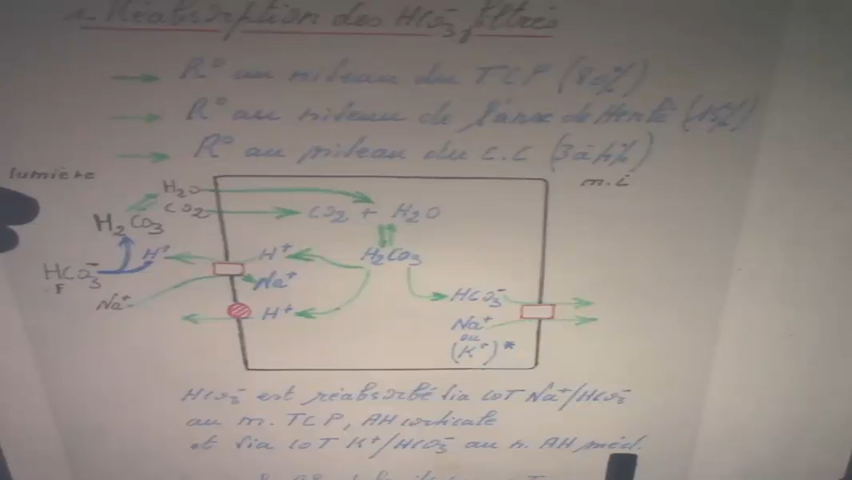 Réabsorption des HCO3⁻ filtrés
→ R° au niveau du TCP (80%)
→ R° au niveau de l'anse de Henle (15%)
→ R° au niveau du C.C (3 à 4%)
lumière
m.i
H2O
CO2
CO2 + H2O
H2CO3
H⁺
H⁺
H2CO3
HCO3⁻
F
Na⁺
Na⁺
HCO3⁻
H⁺
Na⁺
ou
(K⁺)*
HCO3⁻ est réabsorbé via coT Na⁺/HCO3⁻
au n. TCP, AH corticale
et via coT K⁺/HCO3⁻ au n. AH méd.